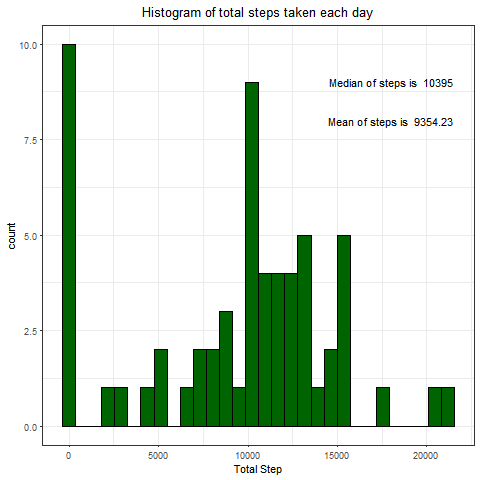 Histogram of total steps taken each day
Median of steps is  10395
Mean of steps is  9354.23
count
10.0
7.5
5.0
2.5
0.0
0 5000 10000 15000 20000
Total Step